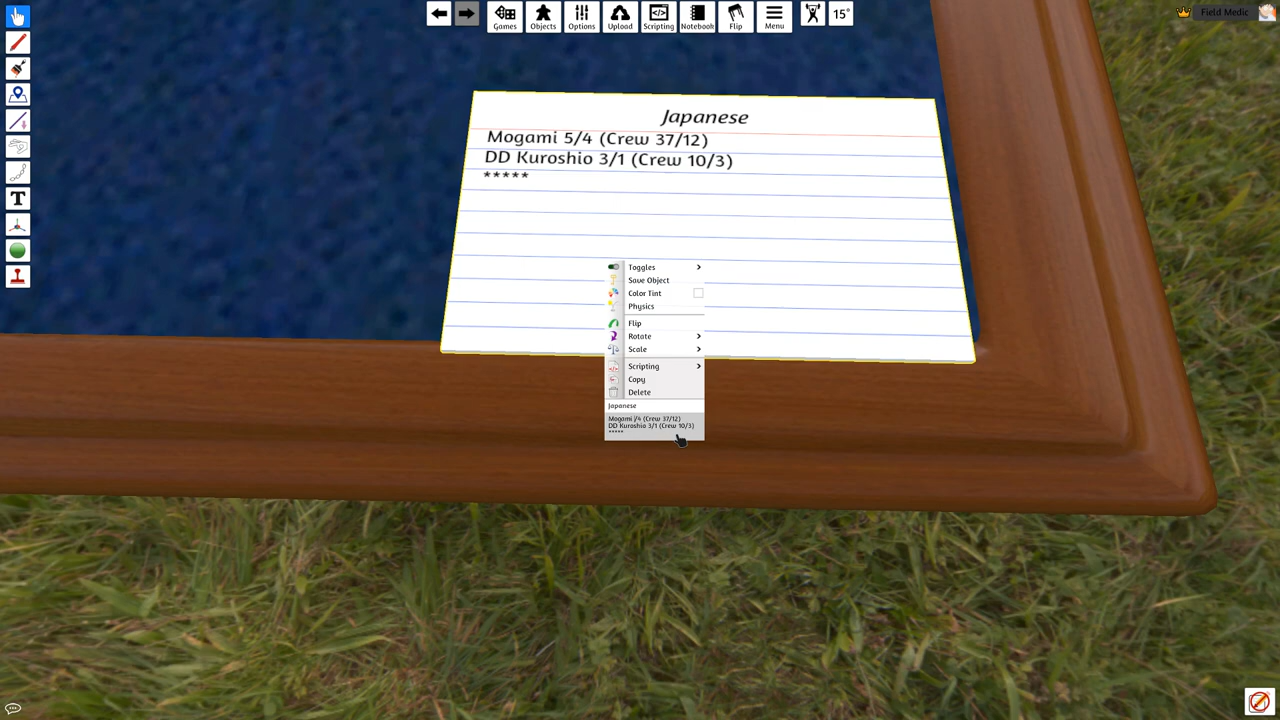 Games
Objects
Options
Upload
Scripting
Notebook
Flip
Menu
15°
Field Medic
Japanese
Mogami 5/4 (Crew 37/12)
DD Kuroshio 3/1 (Crew 10/3)
*****
Toggles
Save Object
Color Tint
Physics
Flip
Rotate
Scale
Scripting
Copy
Delete
Japanese
Mogami j/4 (Crew 37/12)
DD Kuroshio 3/1 (Crew 10/3)
*****